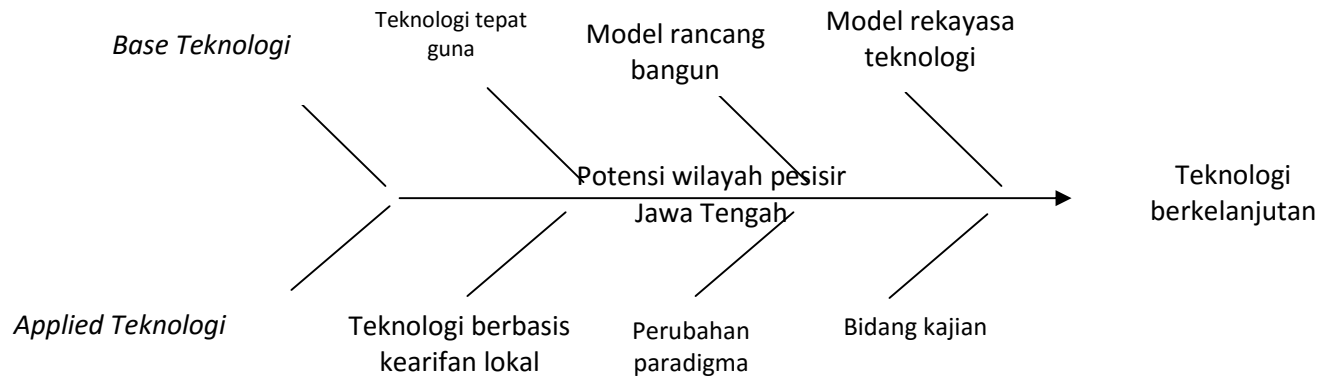 Base Teknologi
Teknologi tepat
guna
Model rancang
bangun
Model rekayasa
teknologi
Potensi wilayah pesisir
Jawa Tengah
Teknologi
berkelanjutan
Applied Teknologi
Teknologi berbasis
kearifan lokal
Perubahan
paradigma
Bidang kajian